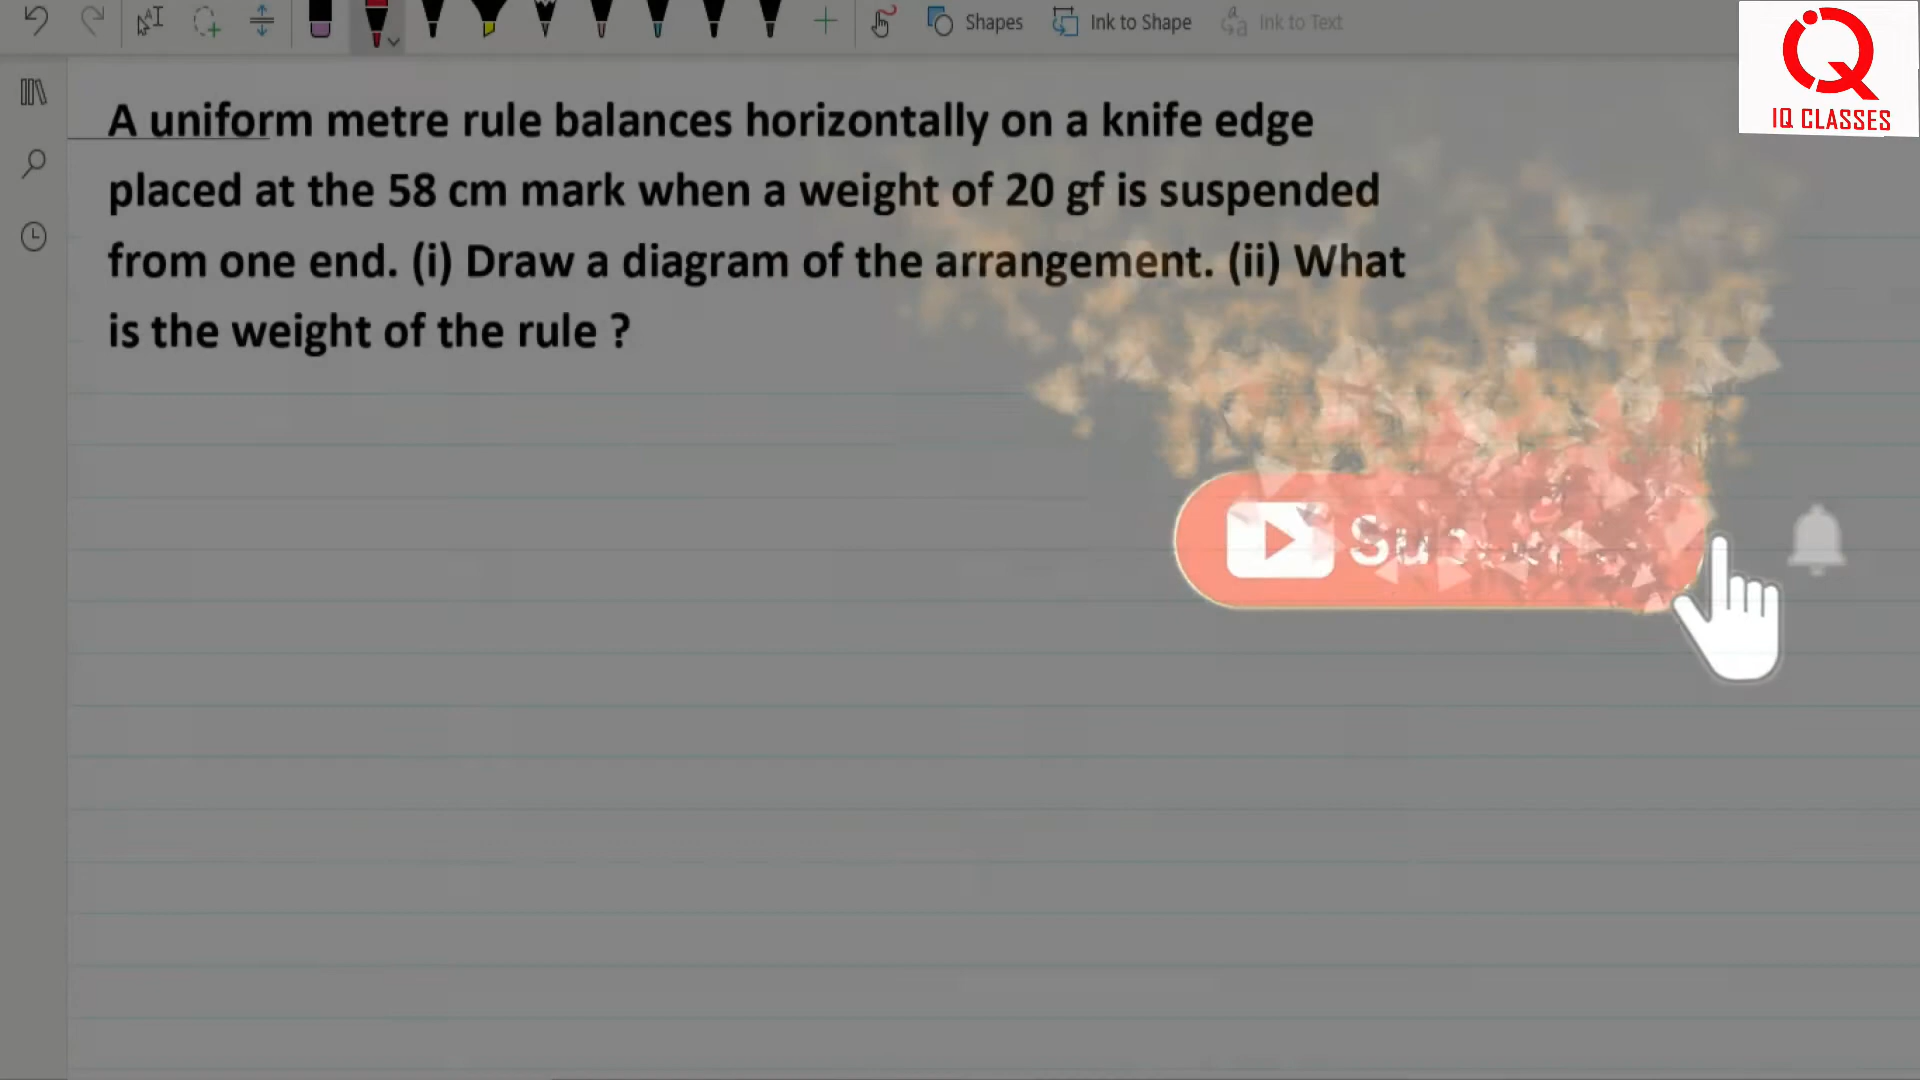 Shapes Ink to Shape Ink to Text
IQ CLASSES
A uniform metre rule balances horizontally on a knife edge
placed at the 58 cm mark when a weight of 20 gf is suspended
from one end. (i) Draw a diagram of the arrangement. (ii) What
is the weight of the rule ?